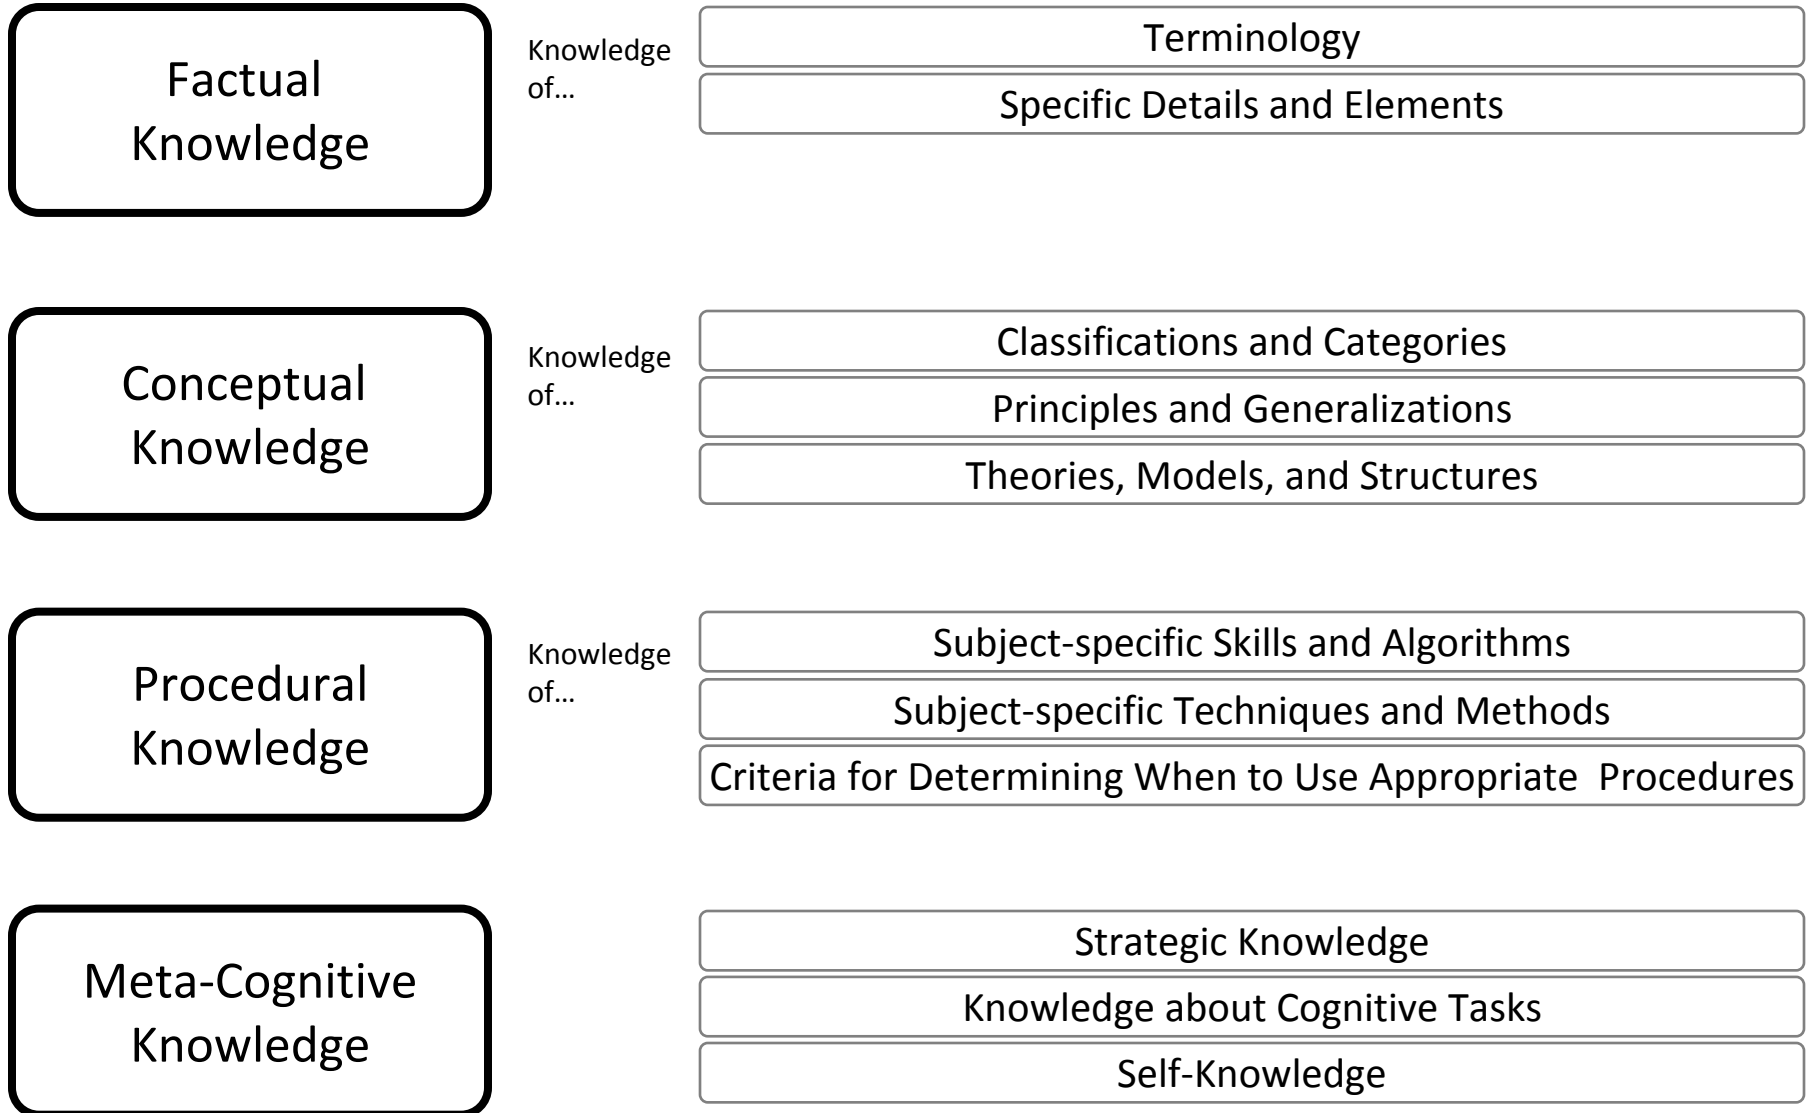 Factual
Knowledge
Knowledge
of...
Terminology
Specific Details and Elements
Conceptual
Knowledge
Knowledge
of...
Classifications and Categories
Principles and Generalizations
Theories, Models, and Structures
Procedural
Knowledge
Knowledge
of...
Subject-specific Skills and Algorithms
Subject-specific Techniques and Methods
Criteria for Determining When to Use Appropriate  Procedures
Meta-Cognitive
Knowledge
Strategic Knowledge
Knowledge about Cognitive Tasks
Self-Knowledge